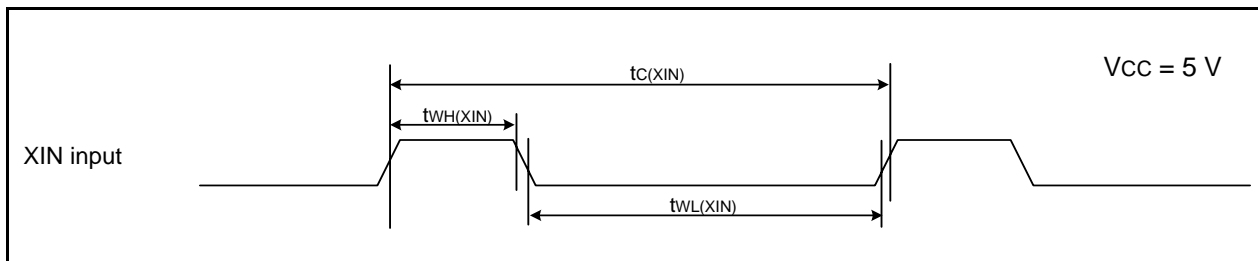 VCC = 5 V
tC(XIN)
tWH(XIN)
XIN input
tWL(XIN)